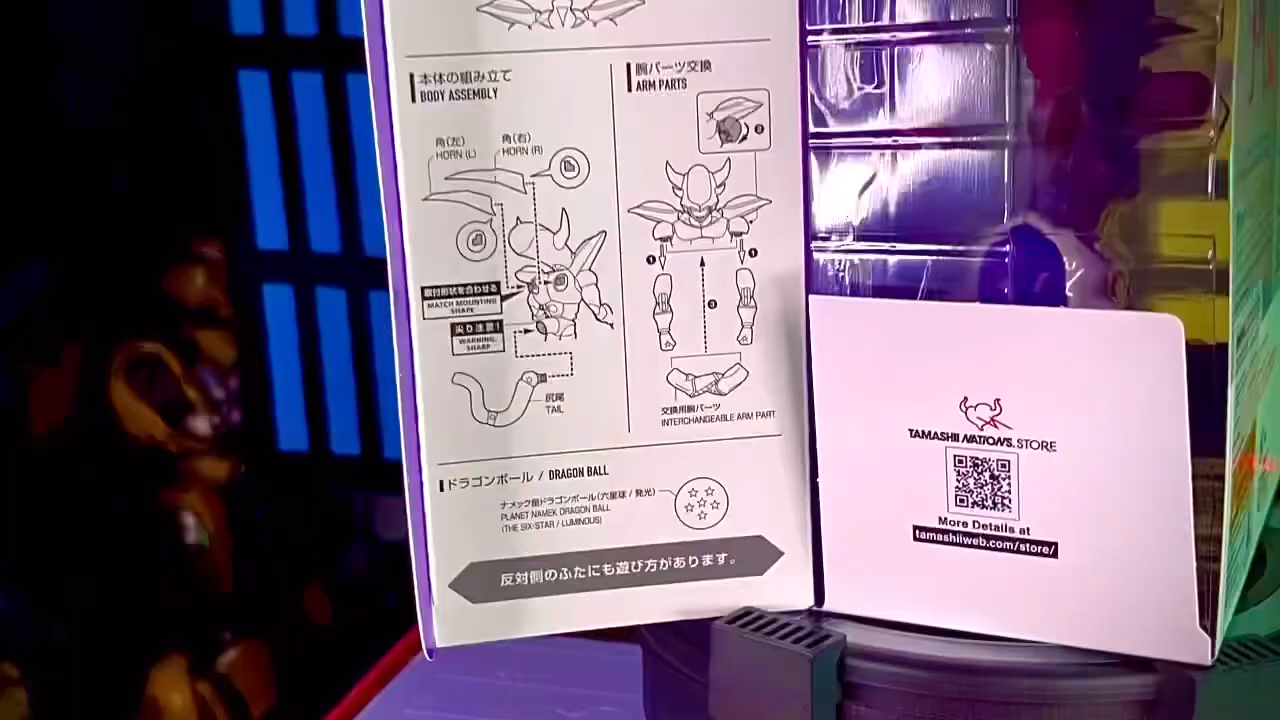 本体の組み立て
BODY ASSEMBLY
角(左)
HORN (L)
角(右)
HORN (R)
取付形状を合わせる
MATCH MOUNTING
SHAPE
尖り注意!
WARNING,
SHARP
尻尾
TAIL
腕パーツ交換
ARM PARTS
❷
❶
❶
❸
交換用腕パーツ
INTERCHANGEABLE ARM PART
ドラゴンボール / DRAGON BALL
ナメック星ドラゴンボール(六星球 / 発光)
PLANET NAMEK DRAGON BALL
(THE SIX-STAR / LUMINOUS)
反対側のふたにも遊び方があります。
TAMASHII NATIONS.STORE
More Details at
tamashiiweb.com/store/